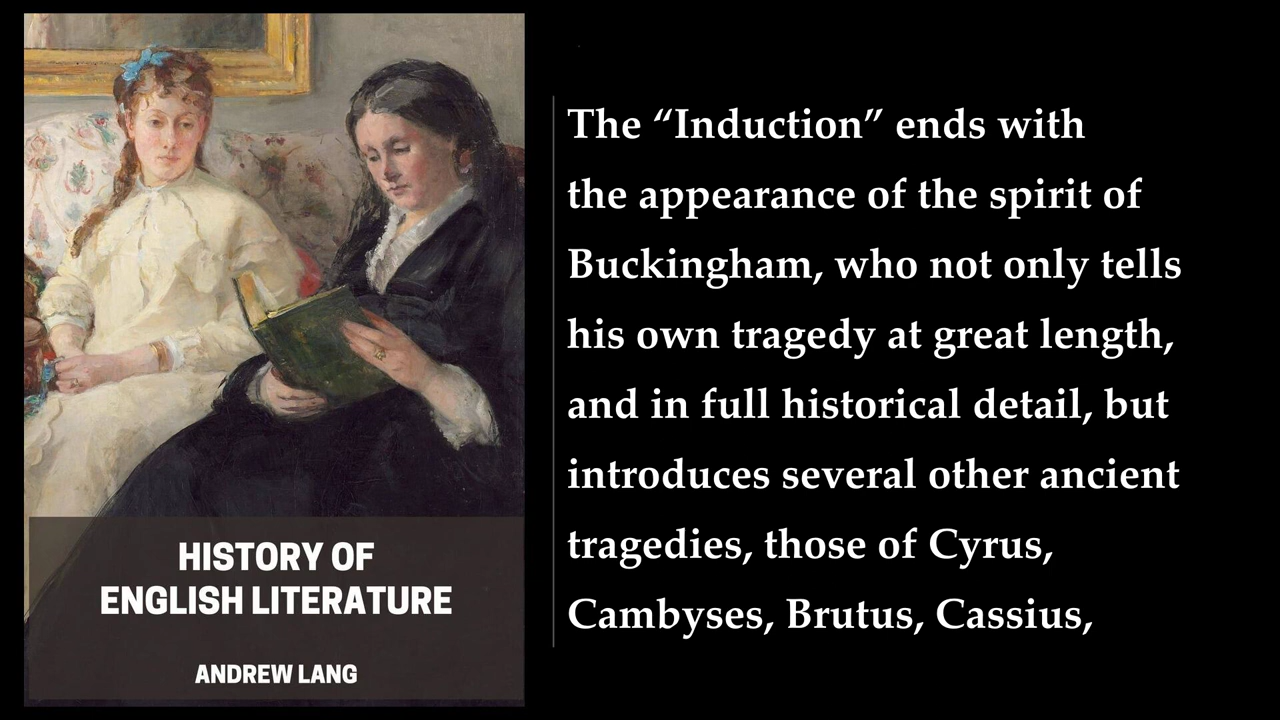 HISTORY OF
ENGLISH LITERATURE
ANDREW LANG
The “Induction” ends with
the appearance of the spirit of
Buckingham, who not only tells
his own tragedy at great length,
and in full historical detail, but
introduces several other ancient
tragedies, those of Cyrus,
Cambyses, Brutus, Cassius,